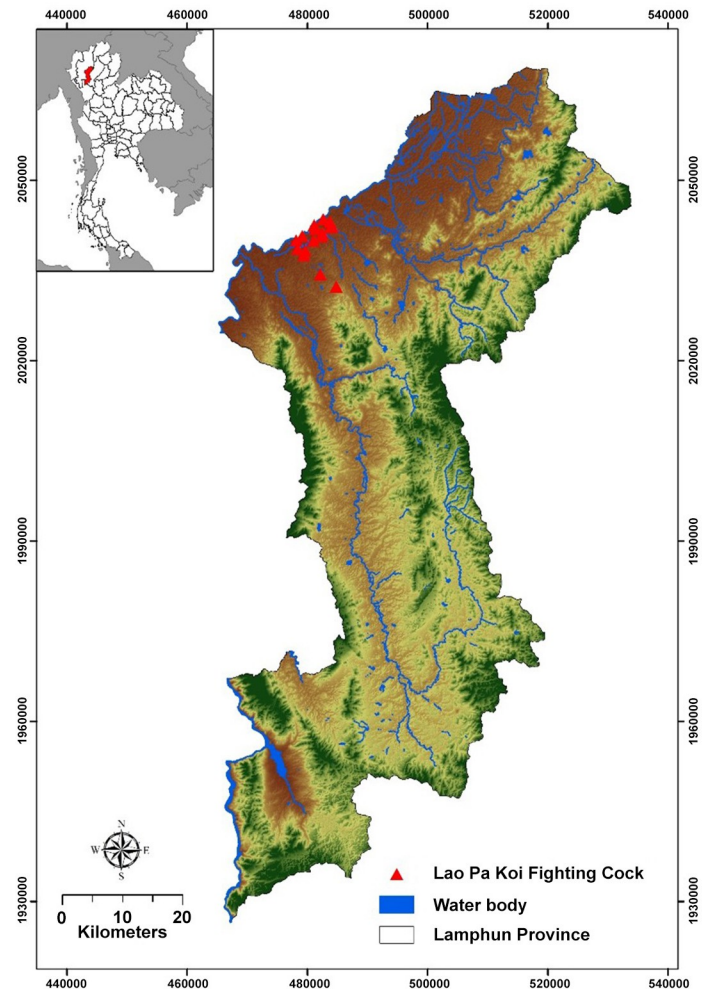 440000 460000 480000 500000 520000 540000
2050000 2050000
2020000 2020000
1990000 1990000
1960000 1960000
1930000 1930000
N
W E
S
0 10 20
Kilometers
Lao Pa Koi Fighting Cock
Water body
Lamphun Province
440000 460000 480000 500000 520000 540000